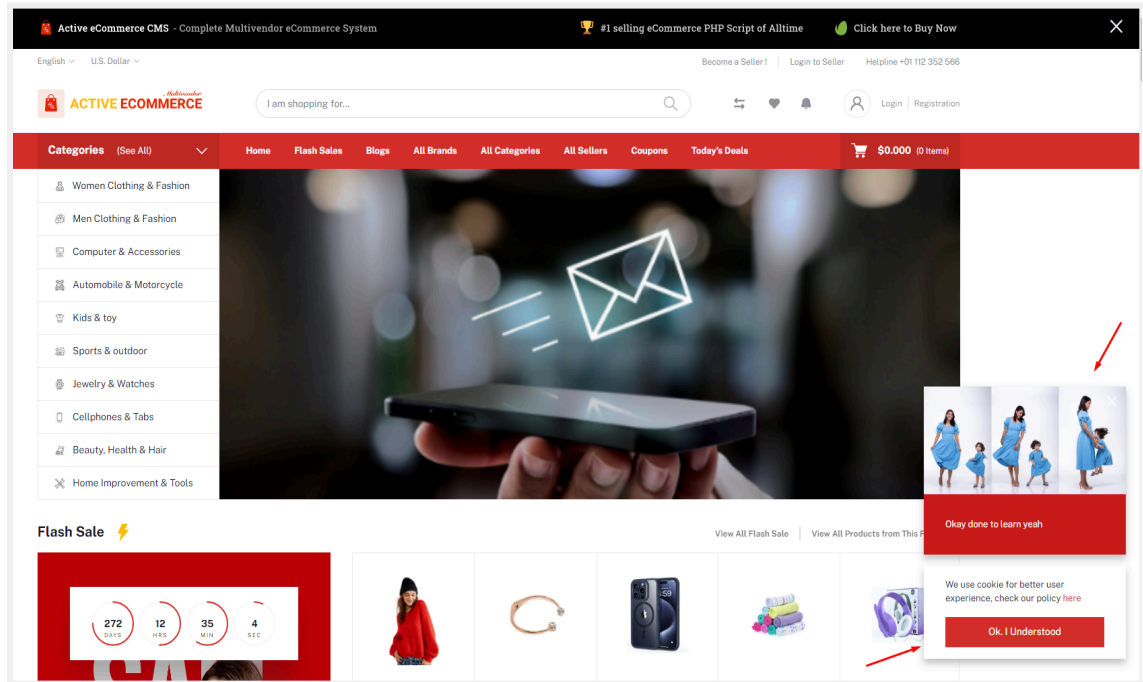 Active eCommerce CMS - Complete Multivendor eCommerce System
#1 selling eCommerce PHP Script of Alltime
Click here to Buy Now
English
U.S. Dollar
Become a Seller !
Login to Seller
Helpline +01 112 352 566
Multivendor
ACTIVE ECOMMERCE
I am shopping for...
Login
Registration
Categories (See All)
Home
Flash Sales
Blogs
All Brands
All Categories
All Sellers
Coupons
Today's Deals
$0.000 (0 Items)
Women Clothing & Fashion
Men Clothing & Fashion
Computer & Accessories
Automobile & Motorcycle
Kids & toy
Sports & outdoor
Jewelry & Watches
Cellphones & Tabs
Beauty, Health & Hair
Home Improvement & Tools
Okay done to learn yeah
Flash Sale
View All Flash Sale
View All Products from This F
We use cookie for better user
experience, check our policy here
Ok. I Understood
272
DAYS
12
HRS
35
MIN
4
SEC